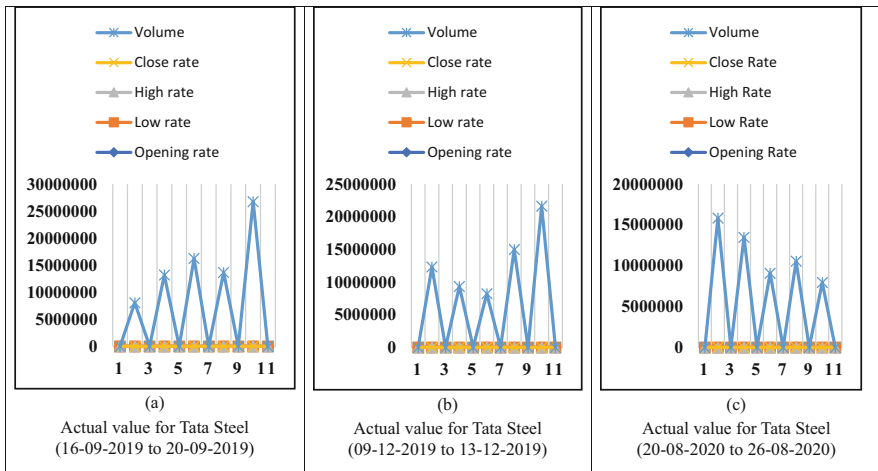 Volume
Close rate
High rate
Low rate
Opening rate
30000000
25000000
20000000
15000000
10000000
5000000
0
1 3 5 7 9 11
(a)
Actual value for Tata Steel
(16-09-2019 to 20-09-2019)
Volume
Close rate
High rate
Low rate
Opening rate
25000000
20000000
15000000
10000000
5000000
0
1 3 5 7 9 11
(b)
Actual value for Tata Steel
(09-12-2019 to 13-12-2019)
Volume
Close Rate
High Rate
Low Rate
Opening Rate
20000000
15000000
10000000
5000000
0
1 3 5 7 9 11
(c)
Actual value for Tata Steel
(20-08-2020 to 26-08-2020)